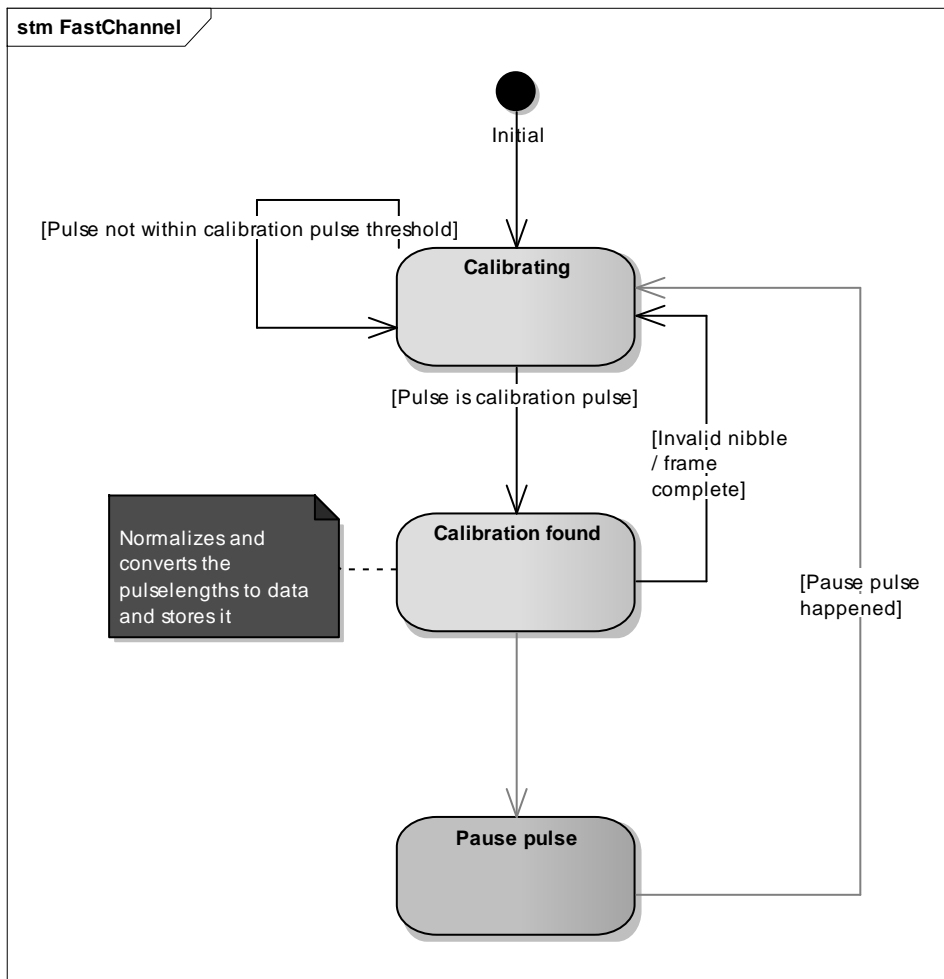 stm FastChannel
Initial
[Pulse not within calibration pulse threshold]
Calibrating
[Pulse is calibration pulse]
[Invalid nibble
/ frame
complete]
Normalizes and
converts the
pulselengths to data
and stores it
Calibration found
[Pause pulse
happened]
Pause pulse